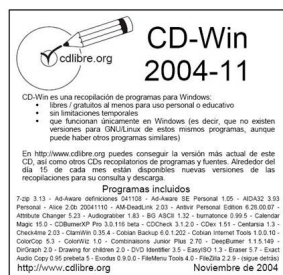 cdlibre.org
CD-Win
2004-11
CD-Win es una recopilación de programas para Windows:
• libres / gratuitos al menos para uso personal o educativo
• sin limitaciones temporales
• que funcionan únicamente en Windows (es decir, que no existen
versiones para GNU/Linux de estos mismos programas, aunque
puede haber otros programas similares)
En http://www.cdlibre.org puedes conseguir la versión más actual de este
CD, así como otros CDs recopilatorios de programas y fuentes. Alrededor del
día 15 de cada mes están disponibles nuevas versiones de las
recopilaciones para su consulta y descarga.
Programas incluidos
7-zip 3.13 - Ad-Aware definitions 041108 - Ad-Aware SE Personal 1.05 - AIDA32 3.93
Personal - Alice 2.0b 20041110 - AM-DeadLink 2.03 - Antivir Personal Edition 6.28.00.07 -
Attribute Changer 5.23 - Audiograbber 1.83 - BG ASCII 1.32 - burnatonce 0.99.5 - Calendar
Magic 15.0 - CDBurnerXP Pro 3.0.116 beta - CDCheck 3.1.2.0 - CDex 1.51 - Centarsia 1.3 -
Check4me 2.03 - ClamWin 0.35.4 - Cobian Backup 6.0.1.202 - Cobian Internet Tools 1.0.0.10 -
ColorCop 5.3 - ColorWiz 1.0 - Combinaisons Junior Plus 2.70 - DeepBurner 1.1.5.149 -
DrGraph 2.0 - Drawing for children 2.0 - DVD Identifier 3.5 - EasyISO 1.3 - Eraser 5.7 - Exact
Audio Copy 0.95 prebeta 5 - Exodus 0.9.0.0 - FileMenu Tools 4.0 - FileZilla 2.2.9 - (sigue detrás)
http://www.cdlibre.org Noviembre de 2004